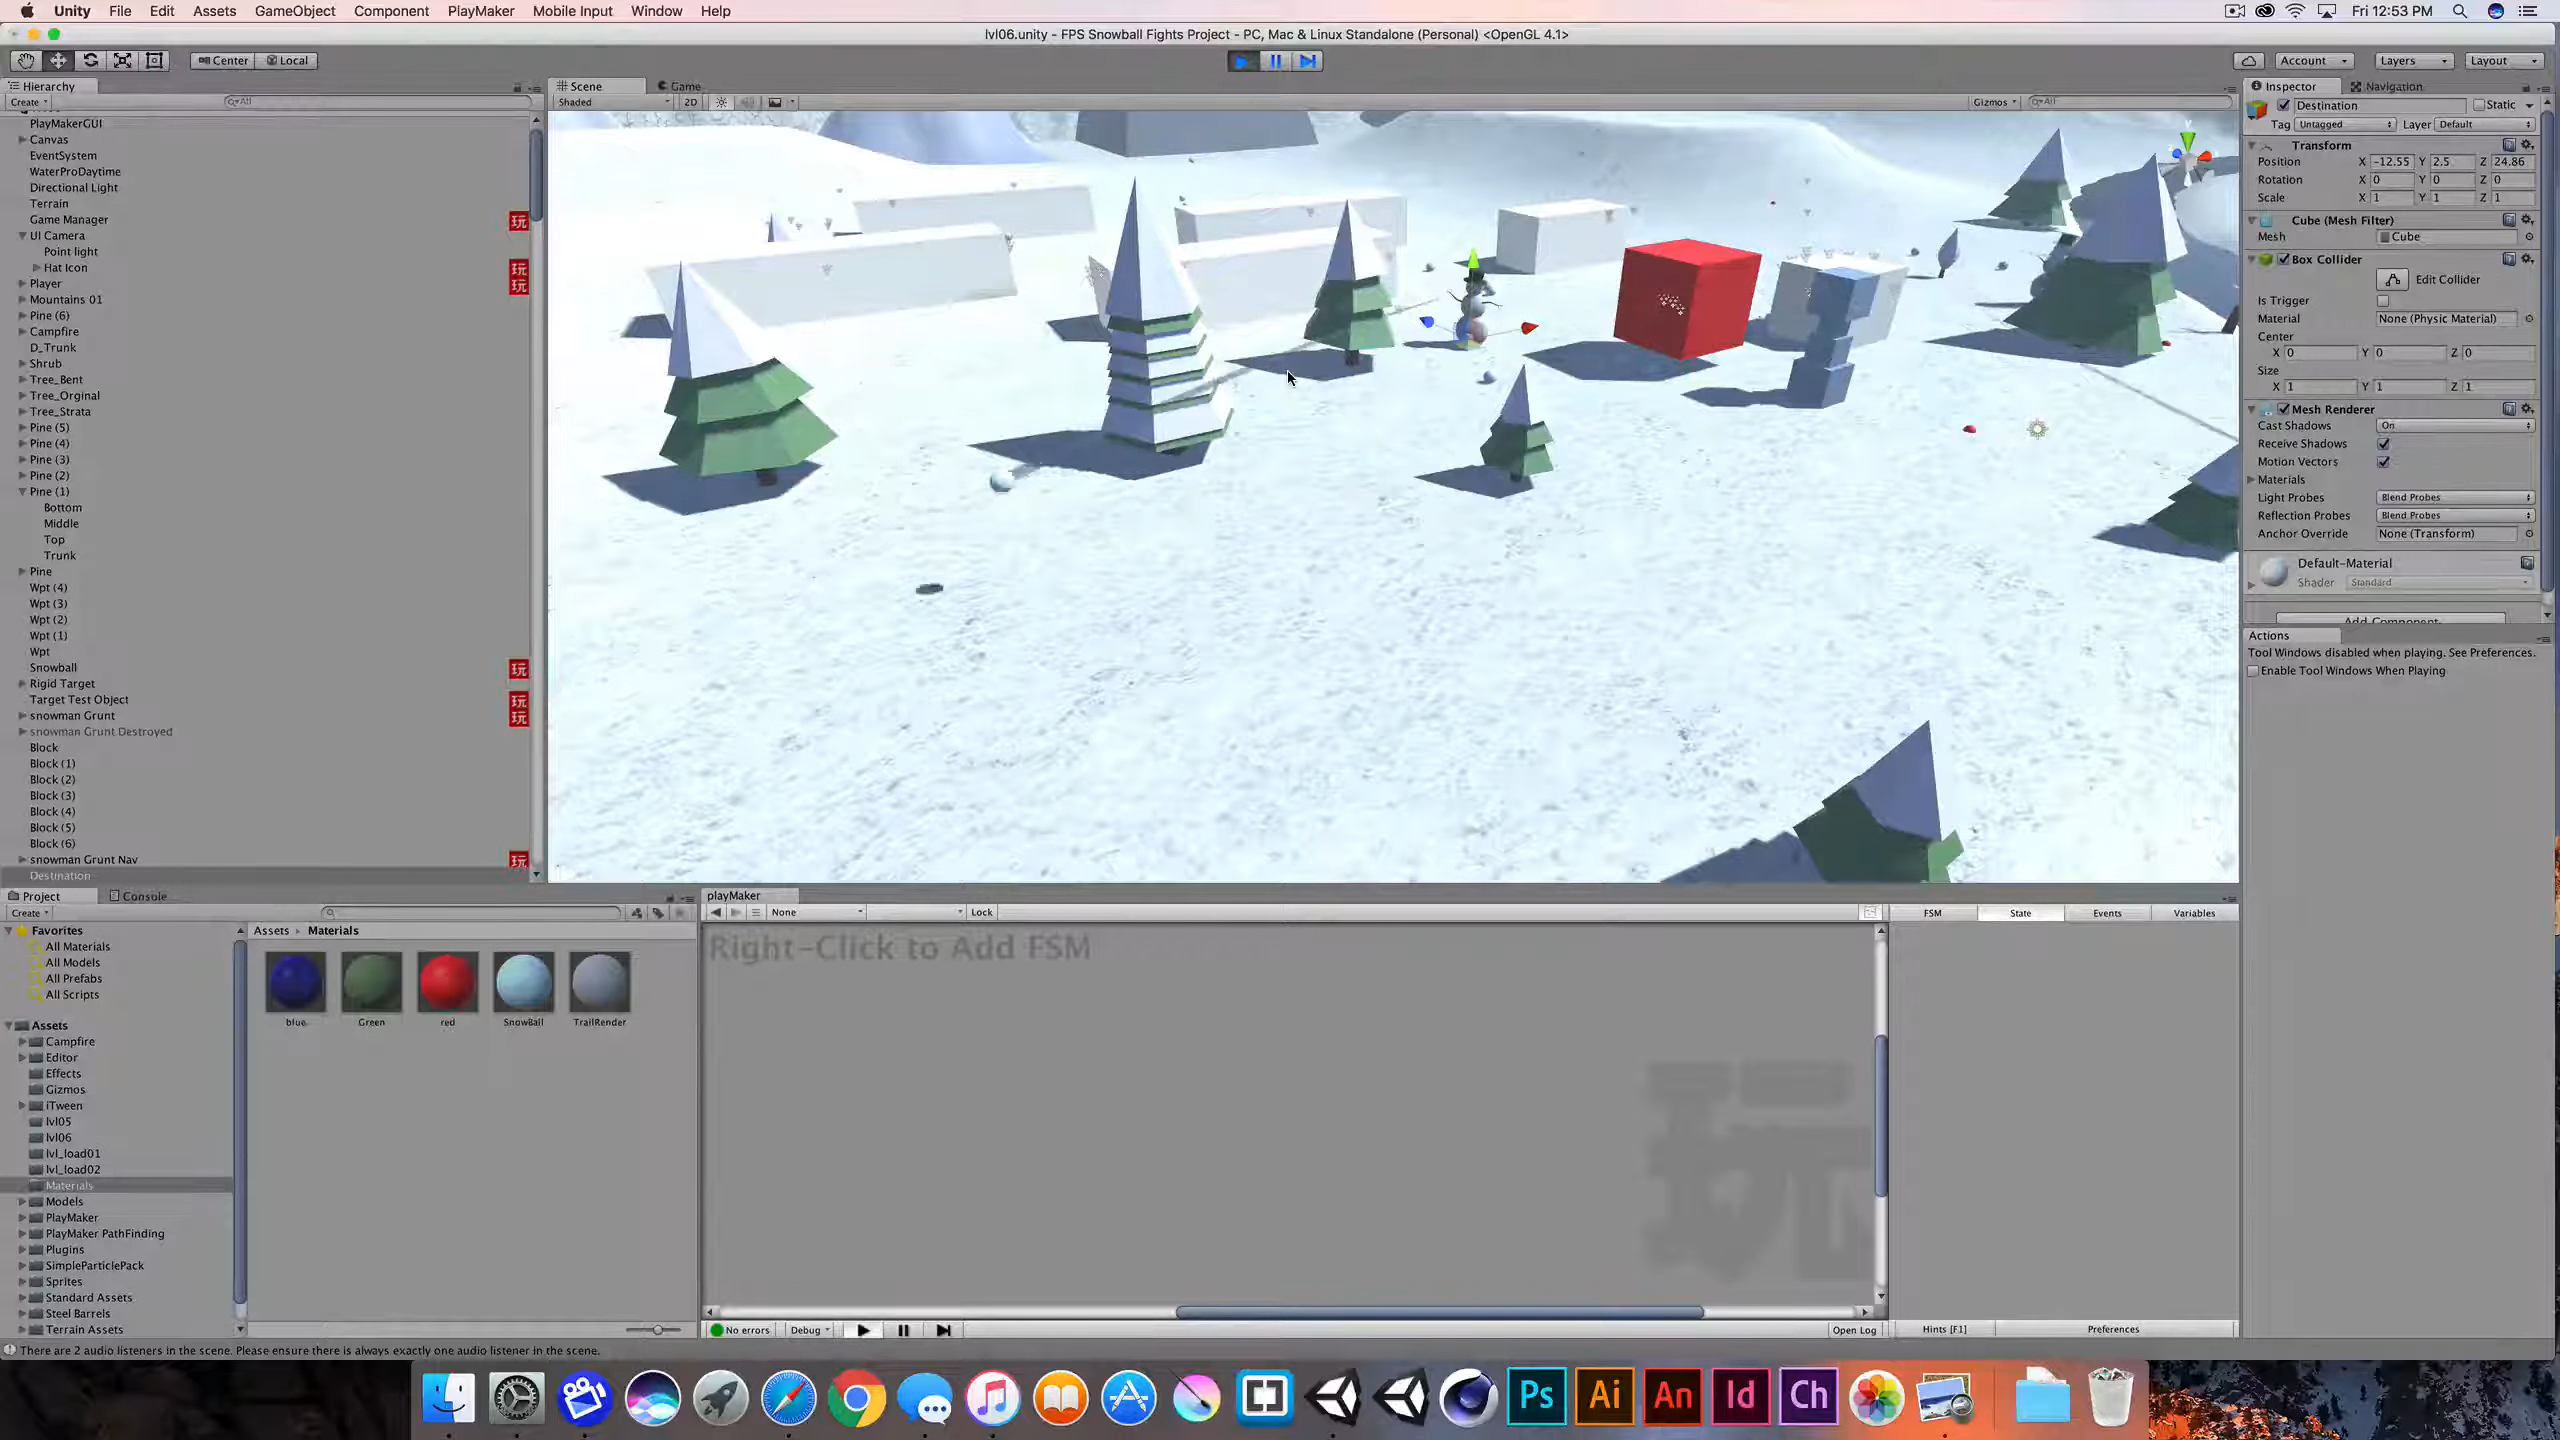 Unity File Edit Assets GameObject Component PlayMaker Mobile Input Window Help Fri 12:53 PM
lvl06.unity - FPS Snowball Fights Project - PC, Mac & Linux Standalone (Personal) <OpenGL 4.1>
Center Local Account Layers Layout
Hierarchy
Create All
PlayMakerGUI
Canvas
EventSystem
WaterProDaytime
Directional Light
Terrain
Game Manager 玩
UI Camera
Point light
Hat Icon 玩
Player 玩
Mountains 01
Pine (6)
Campfire
D_Trunk
Shrub
Tree_Bent
Tree_Orginal
Tree_Strata
Pine (5)
Pine (4)
Pine (3)
Pine (2)
Pine (1)
Bottom
Middle
Top
Trunk
Pine
Wpt (4)
Wpt (3)
Wpt (2)
Wpt (1)
Wpt
Snowball 玩
Rigid Target
Target Test Object 玩
snowman Grunt 玩
snowman Grunt Destroyed
Block
Block (1)
Block (2)
Block (3)
Block (4)
Block (5)
Block (6)
snowman Grunt Nav 玩
Destination
Scene Game
Shaded 2D Gizmos All
Inspector Navigation
Destination Static
Tag Untagged Layer Default
Transform
Position X -12.55 Y 2.5 Z 24.86
Rotation X 0 Y 0 Z 0
Scale X 1 Y 1 Z 1
Cube (Mesh Filter)
Mesh Cube
Box Collider
Edit Collider
Is Trigger
Material None (Physic Material)
Center
X 0 Y 0 Z 0
Size
X 1 Y 1 Z 1
Mesh Renderer
Cast Shadows On
Receive Shadows
Motion Vectors
Materials
Light Probes Blend Probes
Reflection Probes Blend Probes
Anchor Override None (Transform)
Default-Material
Shader Standard
Add Component
Actions
Tool Windows disabled when playing. See Preferences.
Enable Tool Windows When Playing
Project Console
Create
Favorites
All Materials
All Models
All Prefabs
All Scripts
Assets
Campfire
Editor
Effects
Gizmos
iTween
lvl05
lvl06
lvl_load01
lvl_load02
Materials
Models
PlayMaker
PlayMaker PathFinding
Plugins
SimpleParticlePack
Sprites
Standard Assets
Steel Barrels
Terrain Assets
Assets Materials
blue Green red SnowBall TrailRender
playMaker
None Lock FSM State Events Variables
Right-Click to Add FSM
玩
No errors Debug Open Log Hints [F1] Preferences
There are 2 audio listeners in the scene. Please ensure there is always exactly one audio listener in the scene.
Ps Ai An Id Ch